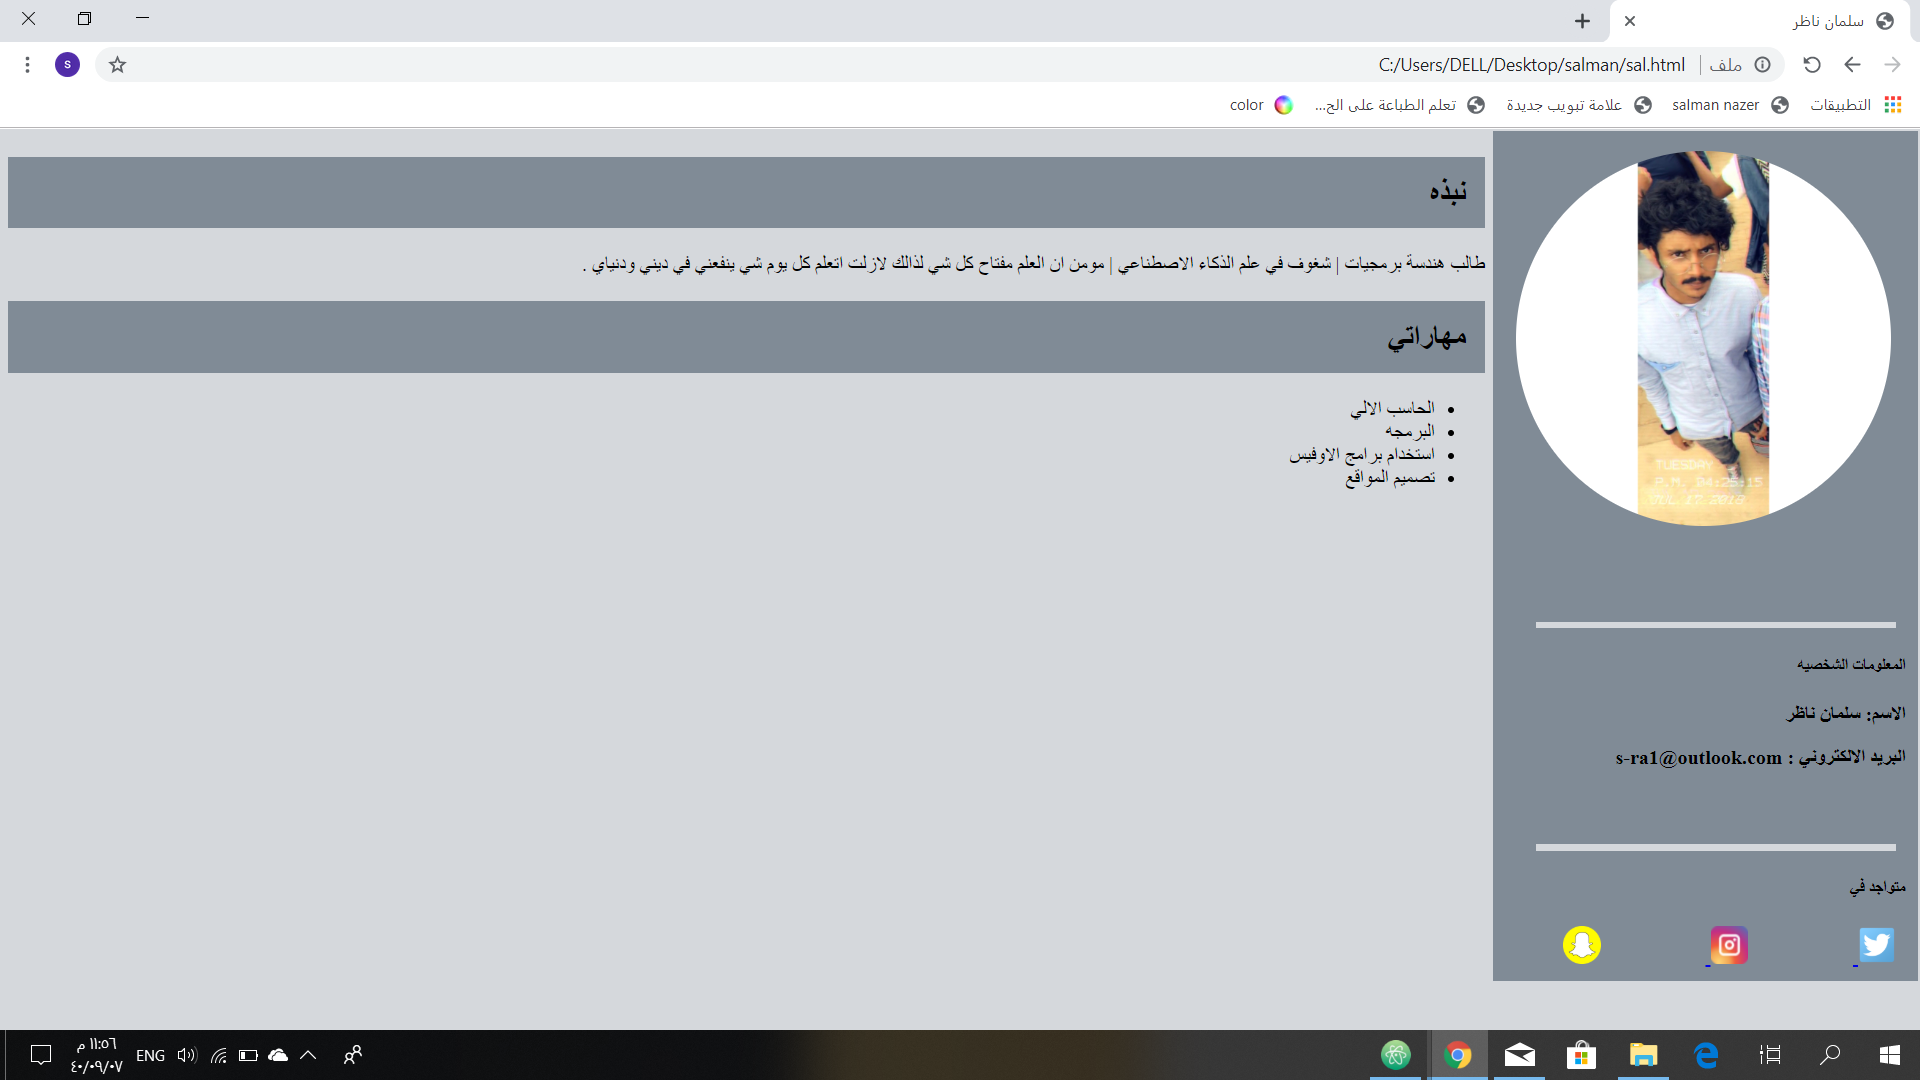 سلمان ناظر
ملف
C:/Users/DELL/Desktop/salman/sal.html
s
التطبيقات
salman nazer
علامة تبويب جديدة
تعلم الطباعة على الح...
color
نبذه
طالب هندسة برمجيات | شغوف في علم الذكاء الاصطناعي | مومن ان العلم مفتاح كل شي لذالك لازلت اتعلم كل يوم شي ينفعني في ديني ودنياي .
مهاراتي
الحاسب الالي
البرمجه
استخدام برامج الاوفيس
تصميم المواقع
TUESDAY
P.M. 04:25:15
JUL 17 2018
المعلومات الشخصيه
الاسم: سلمان ناظر
البريد الالكتروني : s-ra1@outlook.com
متواجد في
ENG
١١:٥٦ م
٤٠/٠٩/٠٧